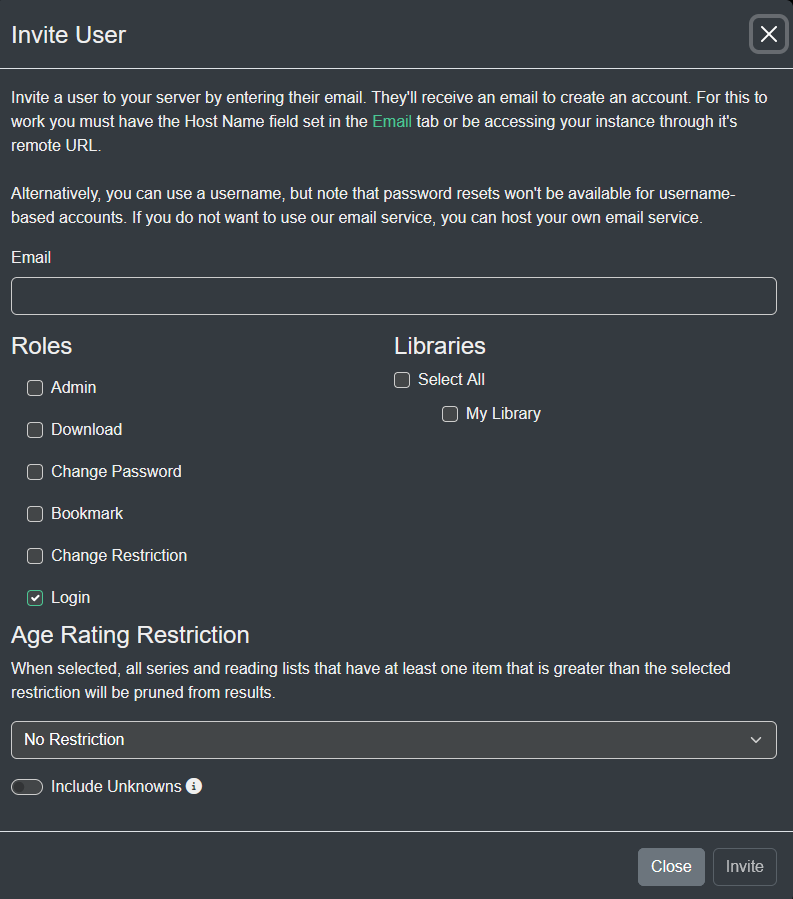 Invite User
Invite a user to your server by entering their email. They'll receive an email to create an account. For this to
work you must have the Host Name field set in the Email tab or be accessing your instance through it's
remote URL.
Alternatively, you can use a username, but note that password resets won't be available for username-
based accounts. If you do not want to use our email service, you can host your own email service.
Email
Roles
Admin
Download
Change Password
Bookmark
Change Restriction
Login
Libraries
Select All
My Library
Age Rating Restriction
When selected, all series and reading lists that have at least one item that is greater than the selected
restriction will be pruned from results.
No Restriction
Include Unknowns
Close
Invite